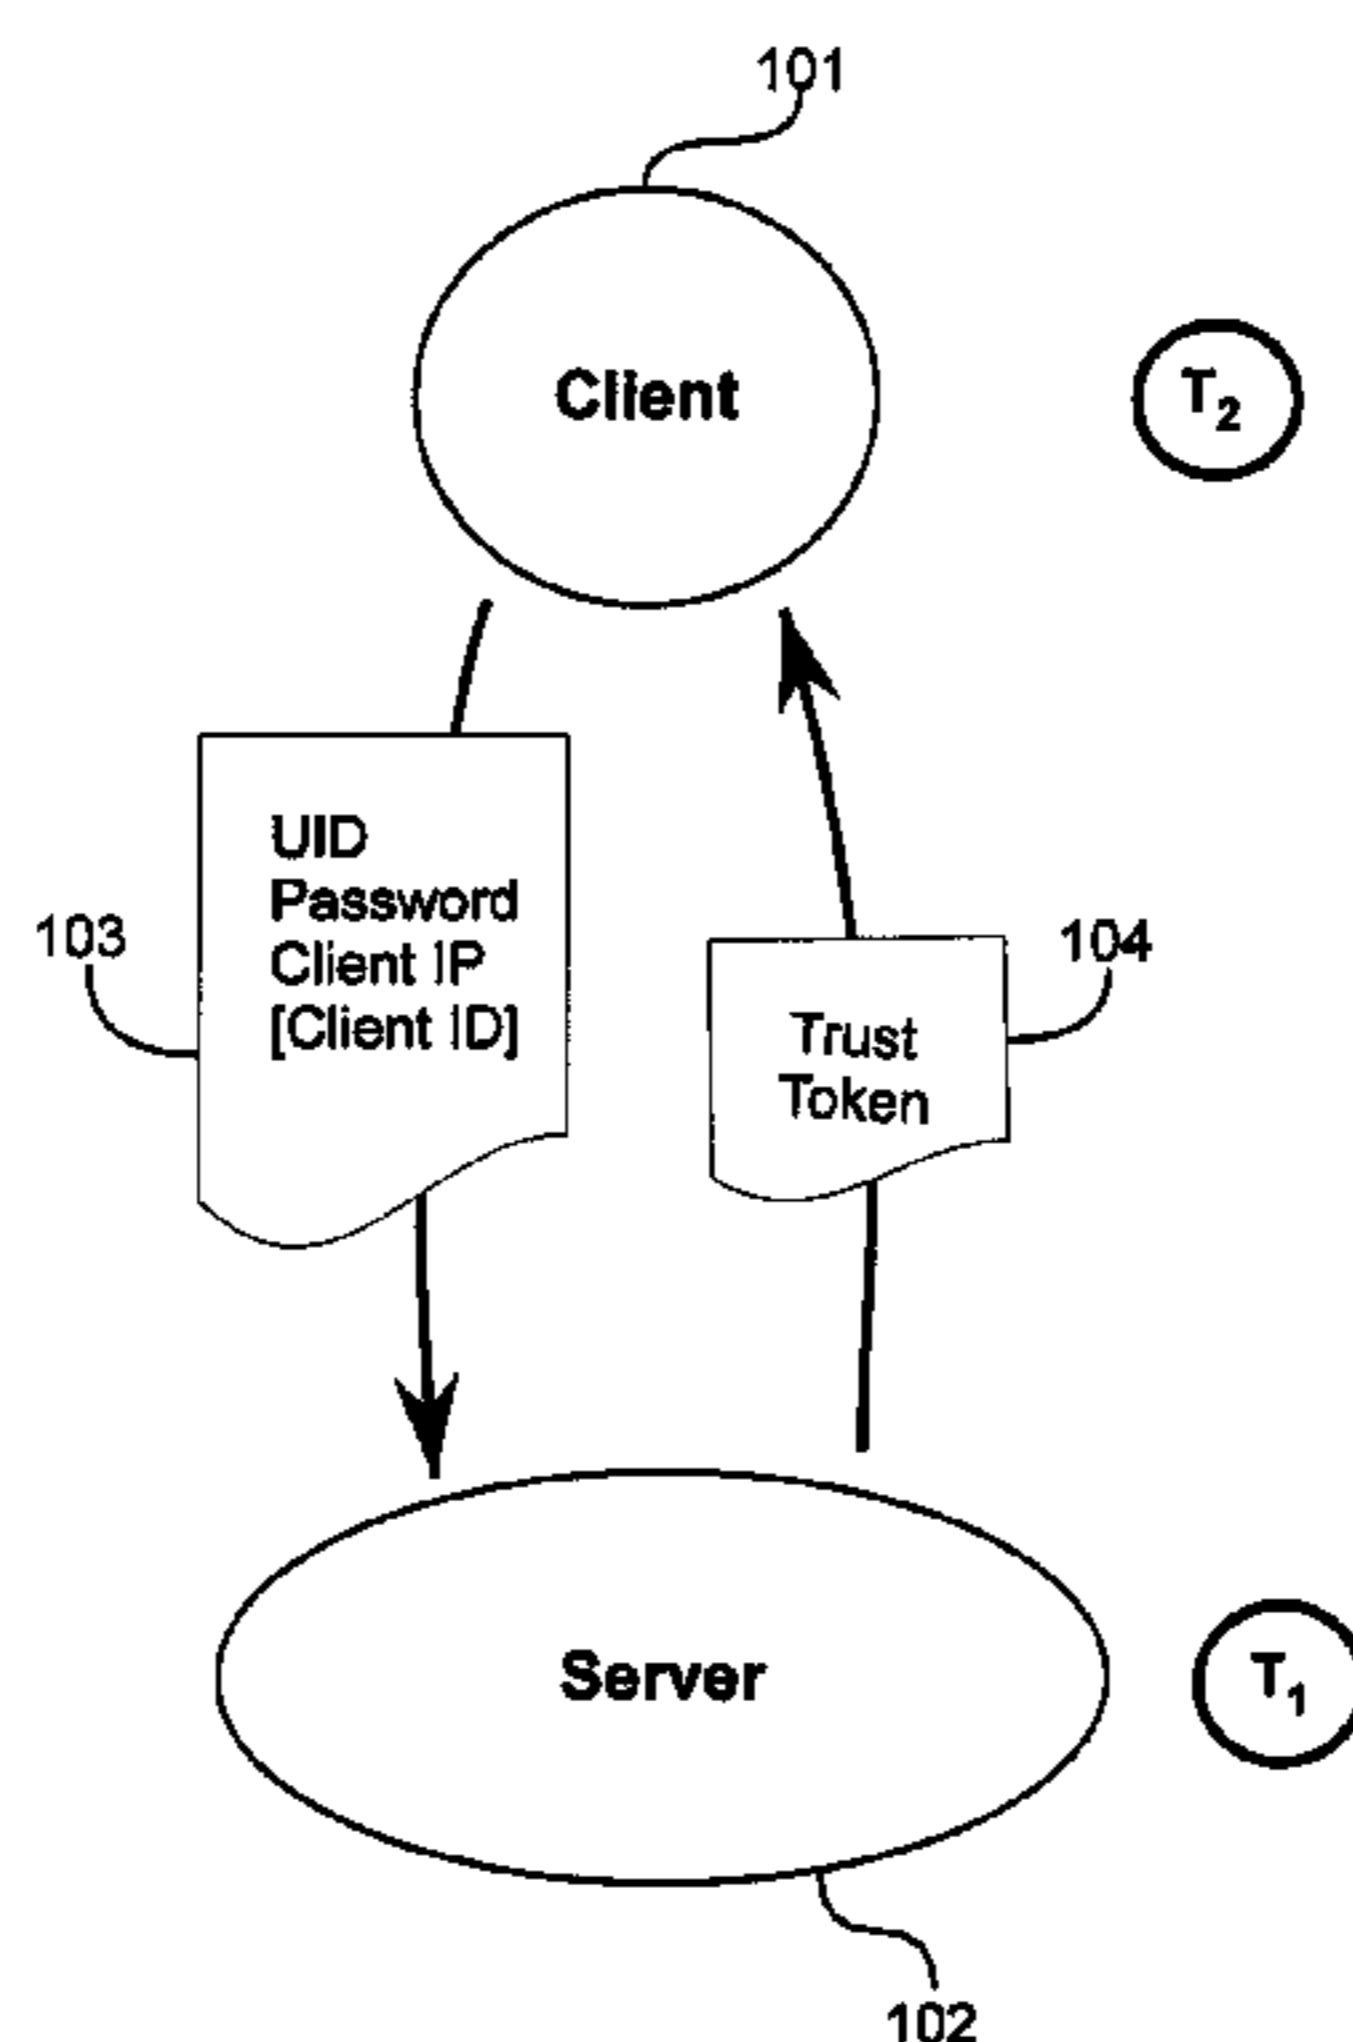 101
Client
T2
UID
Password
Client IP
[Client ID]
103
104
Trust
Token
Server
T1
102